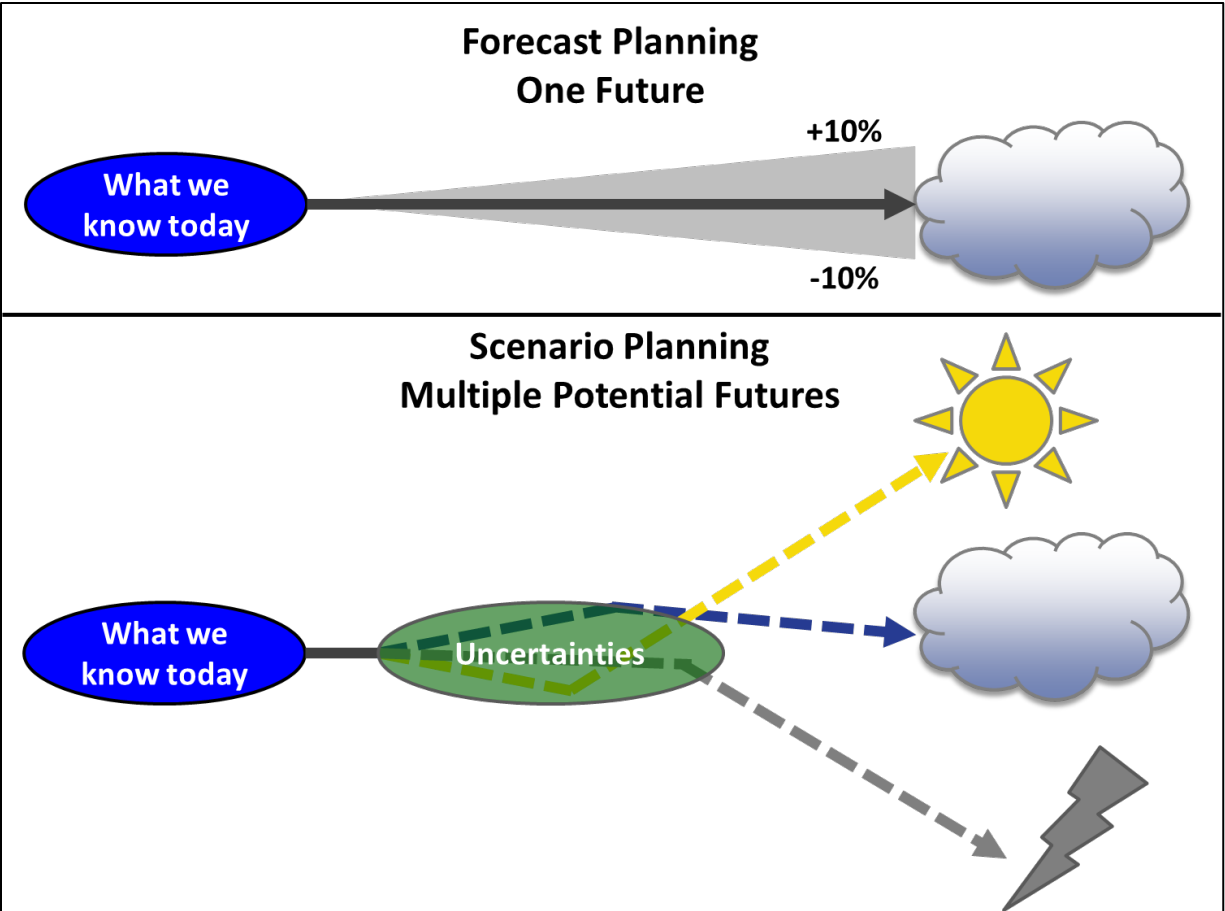 Forecast Planning
One Future
+10%
What we
know today
-10%
Scenario Planning
Multiple Potential Futures
What we
know today
Uncertainties